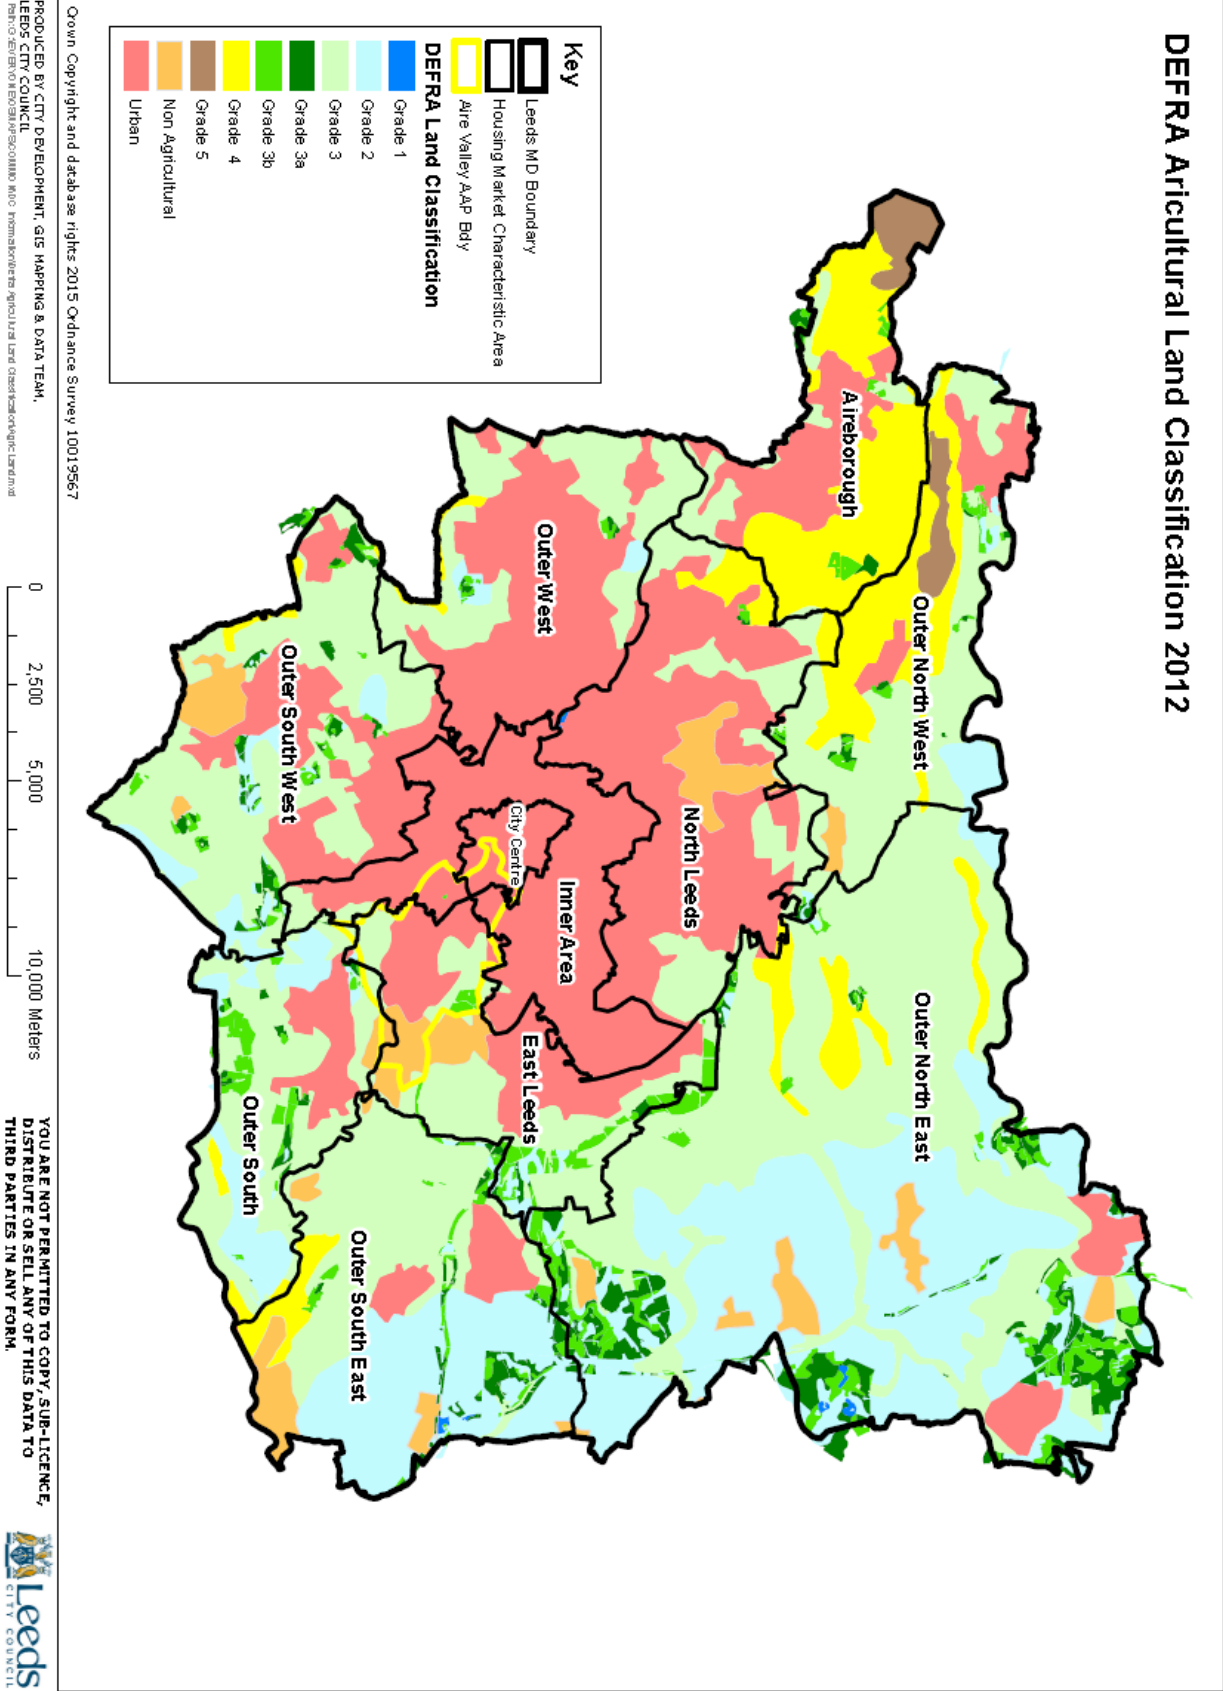 DEFRA Aricultural Land Classification 2012
Key
Leeds MD Boundary
Housing Market Characteristic Area
Aire Valley AAP Bdy
DEFRA Land Classification
Grade 1
Grade 2
Grade 3
Grade 3a
Grade 3b
Grade 4
Grade 5
Non Agricultural
Urban
Aireborough
Outer North West
Outer West
North Leeds
Outer North East
City Centre
Inner Area
East Leeds
Outer South West
Outer South
Outer South East
Crown Copyright and database rights 2015 Ordnance Survey 10019567
PRODUCED BY CITY DEVELOPMENT, GIS MAPPING & DATA TEAM,
LEEDS CITY COUNCIL
0 2,500 5,000 10,000 Meters
YOU ARE NOT PERMITTED TO COPY, SUB-LICENCE,
DISTRIBUTE OR SELL ANY OF THIS DATA TO
THIRD PARTIES IN ANY FORM.
Leeds
CITY COUNCIL